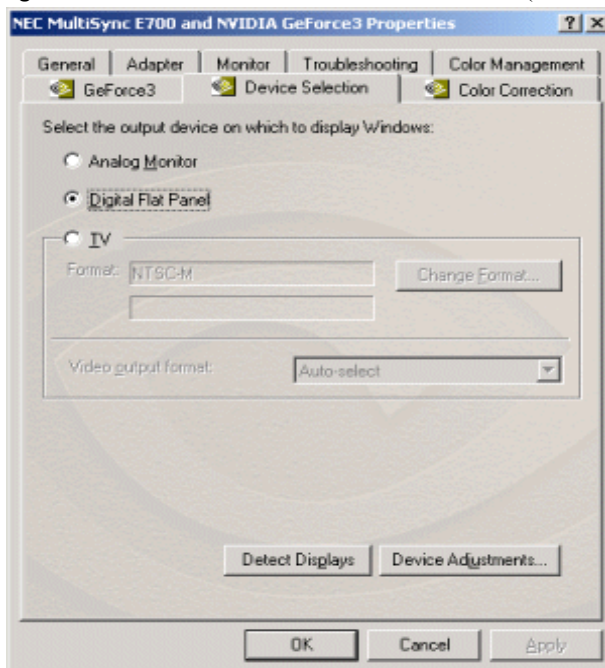 NEC MultiSync E700 and NVIDIA GeForce3 Properties ? X
General Adapter Monitor Troubleshooting Color Management
GeForce3 Device Selection Color Correction
Select the output device on which to display Windows:
Analog Monitor
Digital Flat Panel
TV
Format: NTSC-M Change Format...
Video output format: Auto-select
Detect Displays Device Adjustments...
OK Cancel Apply